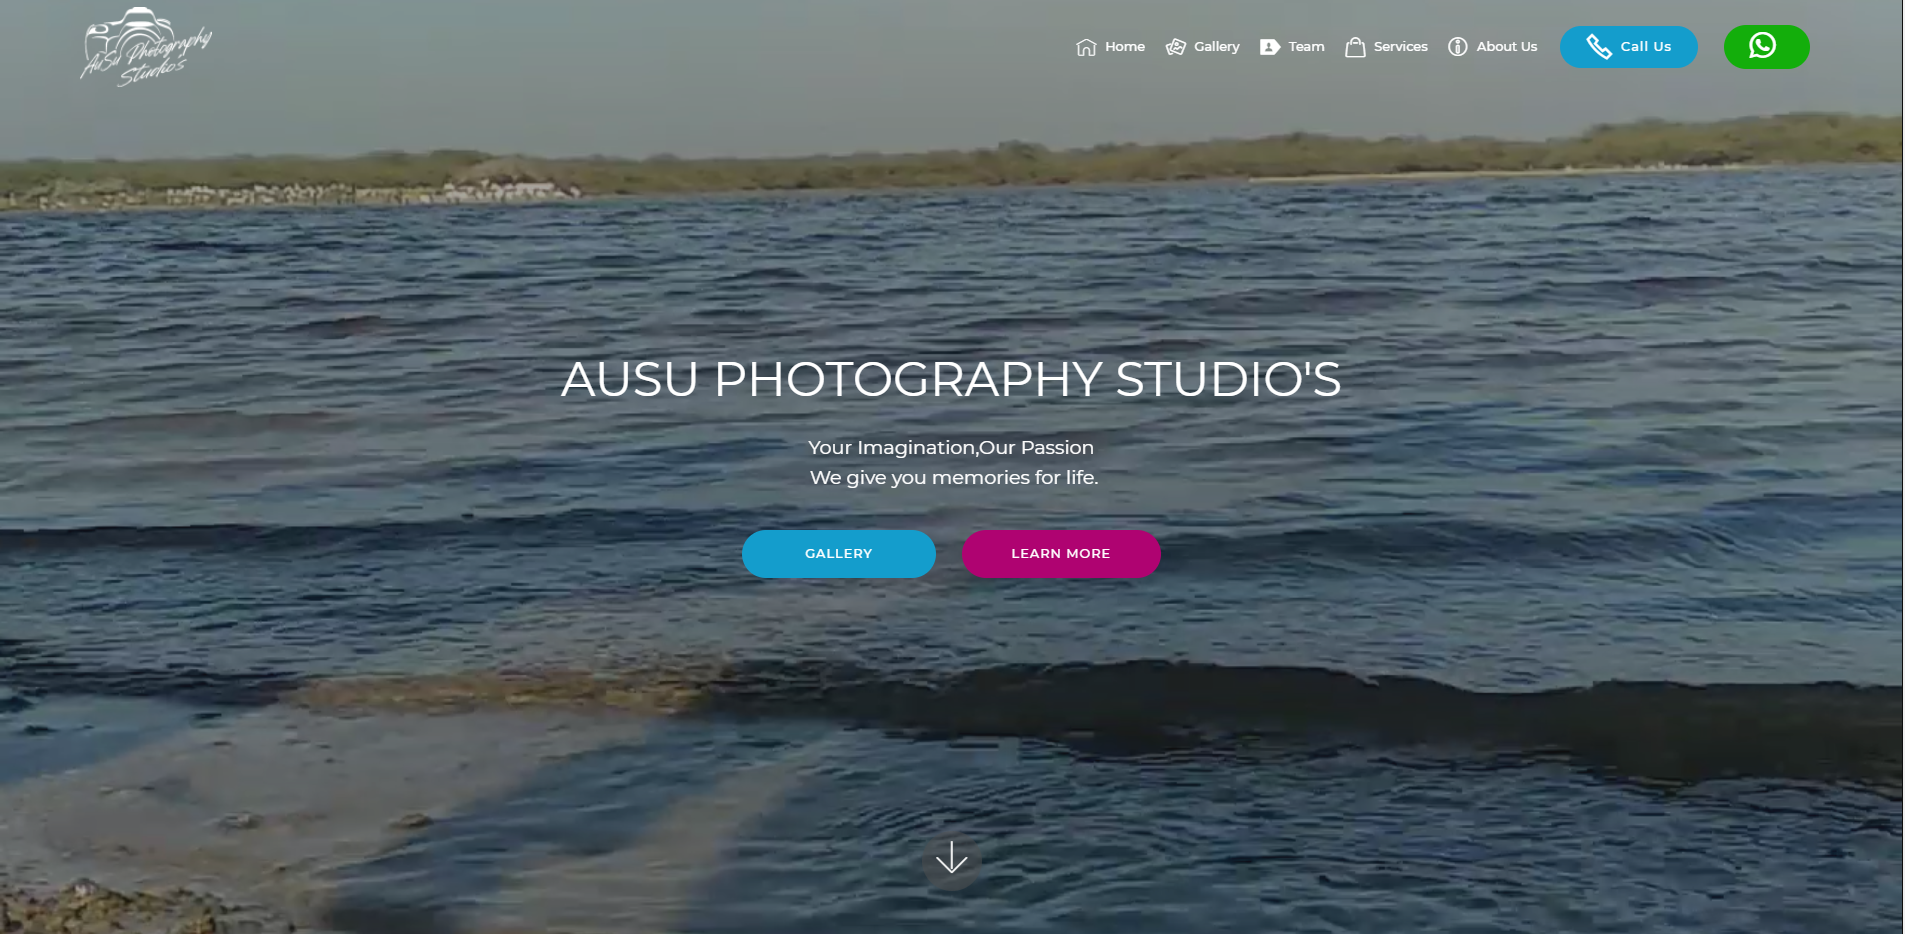 AuSu Photography
Studio's
Home
Gallery
Team
Services
About Us
Call Us
AUSU PHOTOGRAPHY STUDIO'S
Your Imagination,Our Passion
We give you memories for life.
GALLERY
LEARN MORE